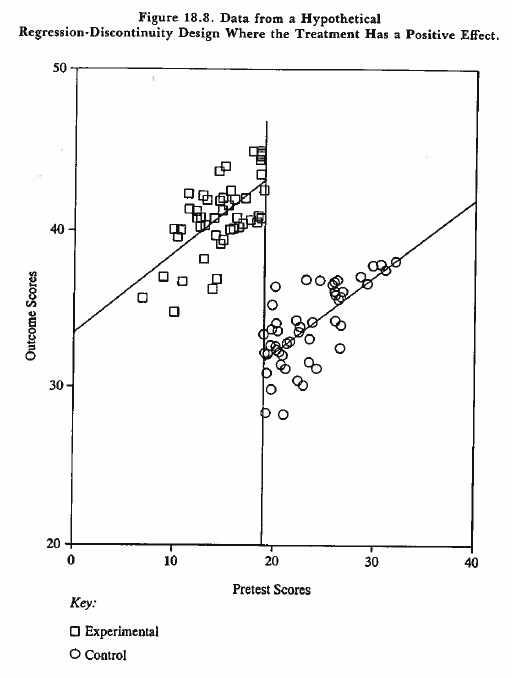 Figure 18.8. Data from a Hypothetical
Regression-Discontinuity Design Where the Treatment Has a Positive Effect.
50
40
30
20
Outcome Scores
0
10
20
30
40
Pretest Scores
Key:
Experimental
Control